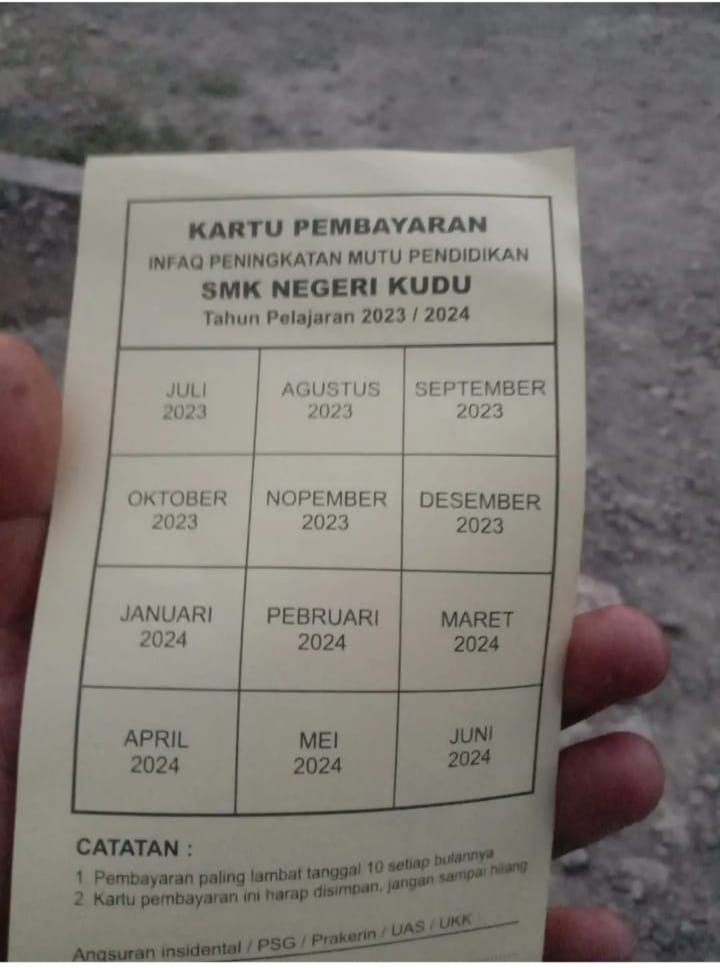 KARTU PEMBAYARAN
INFAQ PENINGKATAN MUTU PENDIDIKAN
SMK NEGERI KUDU
Tahun Pelajaran 2023 / 2024
JULI
2023
AGUSTUS
2023
SEPTEMBER
2023
OKTOBER
2023
NOPEMBER
2023
DESEMBER
2023
JANUARI
2024
PEBRUARI
2024
MARET
2024
APRIL
2024
MEI
2024
JUNI
2024
CATATAN :
1. Pembayaran paling lambat tanggal 10 setiap bulannya
2. Kartu pembayaran ini harap disimpan, jangan sampai hilang
Angsuran insidental / PSG / Prakerin / UAS / UKK